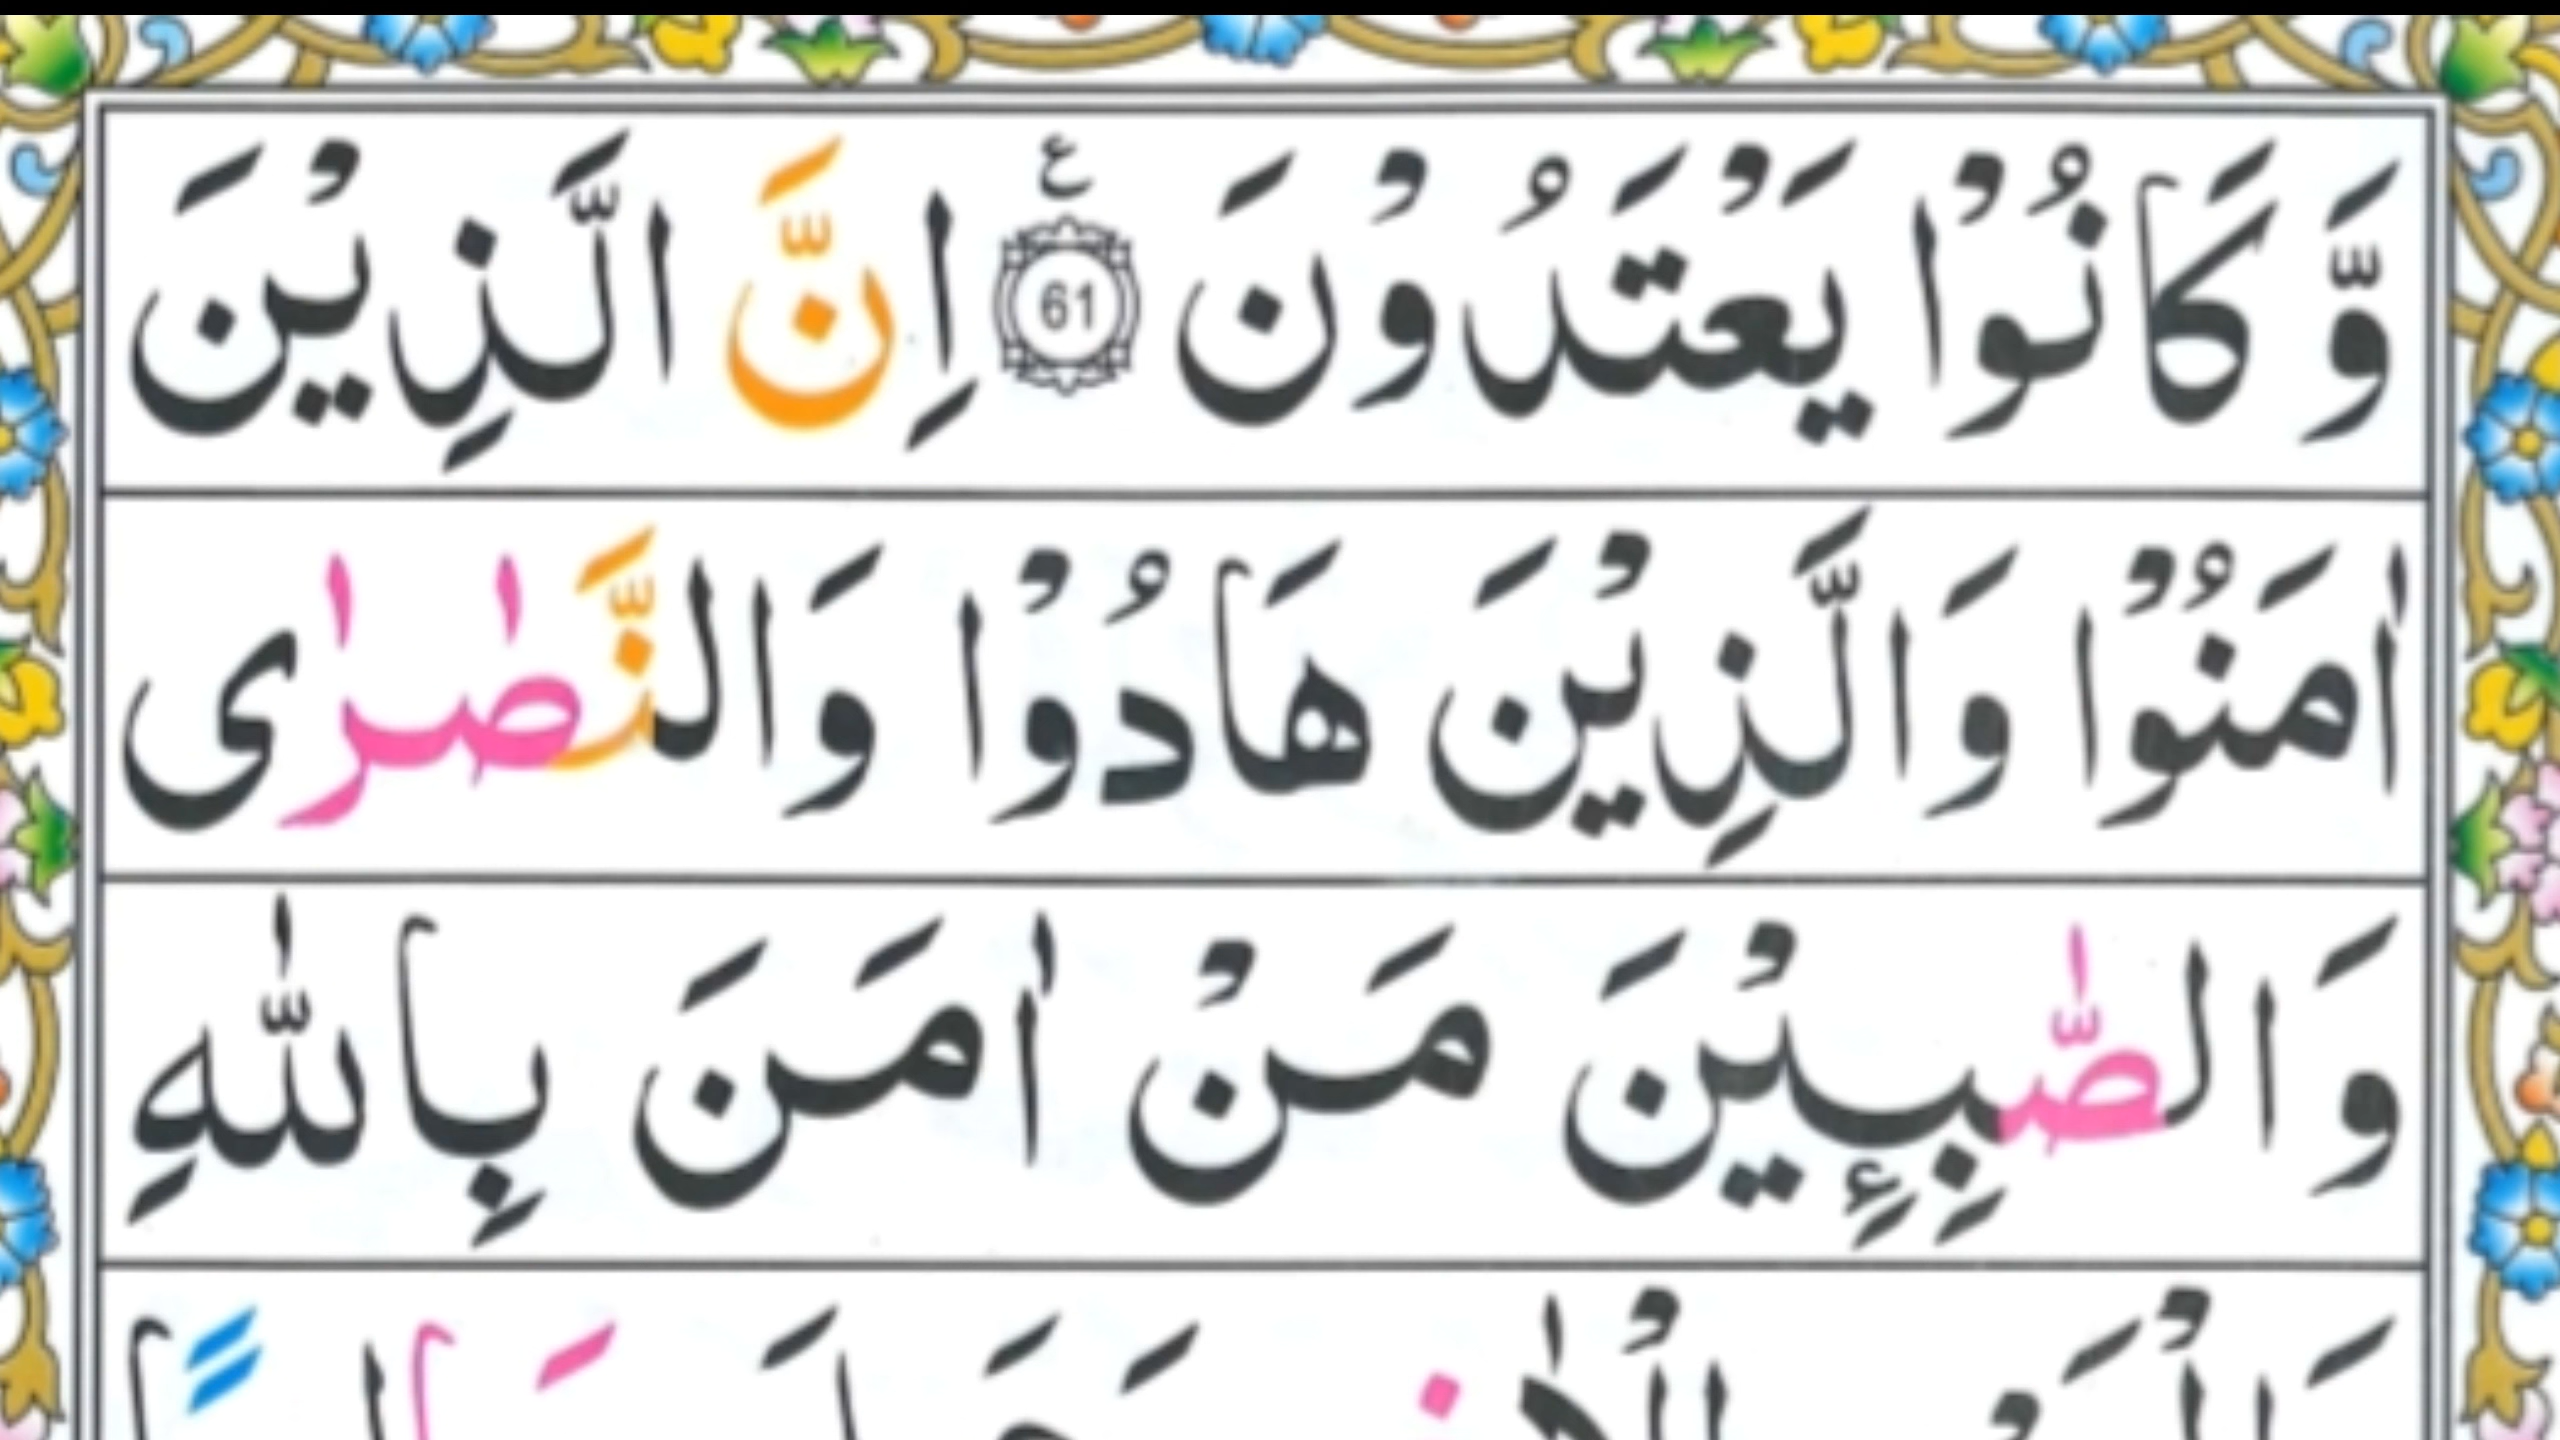 وَّ كَانُوْا يَعْتَدُوْنَ ۝61 ع اِنَّ الَّذِيْنَ
اٰمَنُوْا وَالَّذِيْنَ هَادُوْا وَالنَّصٰرٰى
وَالصّٰبِـِٕيْنَ مَنْ اٰمَنَ بِاللّٰهِ